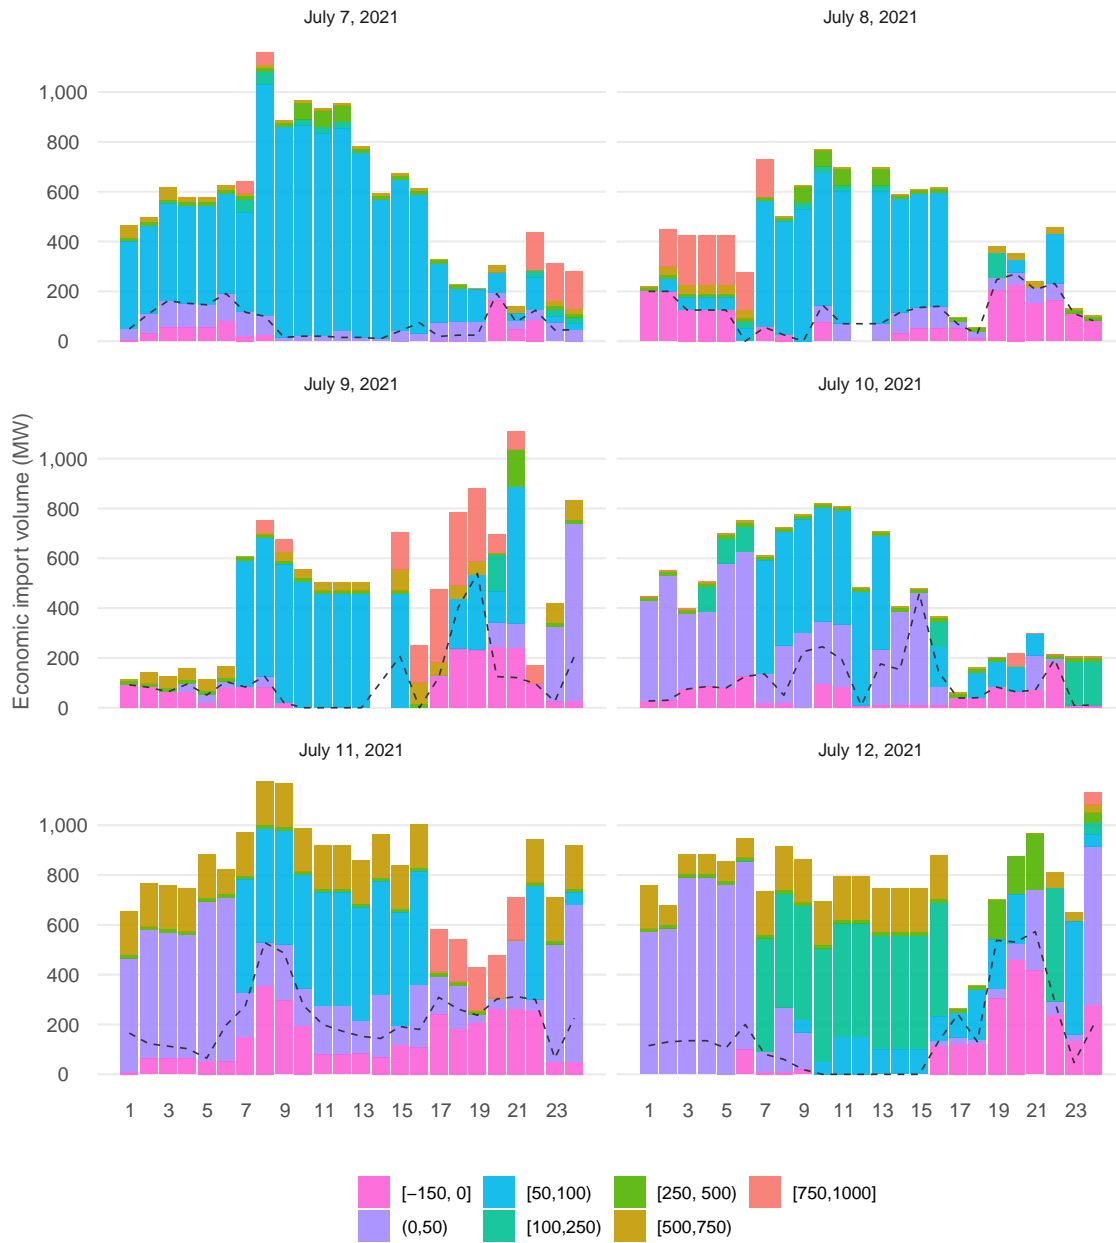 July 7, 2021
July 8, 2021
1,000
800
600
400
200
0
July 9, 2021
July 10, 2021
Economic import volume (MW)
1,000
800
600
400
200
0
July 11, 2021
July 12, 2021
1,000
800
600
400
200
0
1 3 5 7 9 11 13 15 17 19 21 23 1 3 5 7 9 11 13 15 17 19 21 23
[−150, 0] [50,100) [250, 500) [750,1000]
(0,50) [100,250) [500,750)